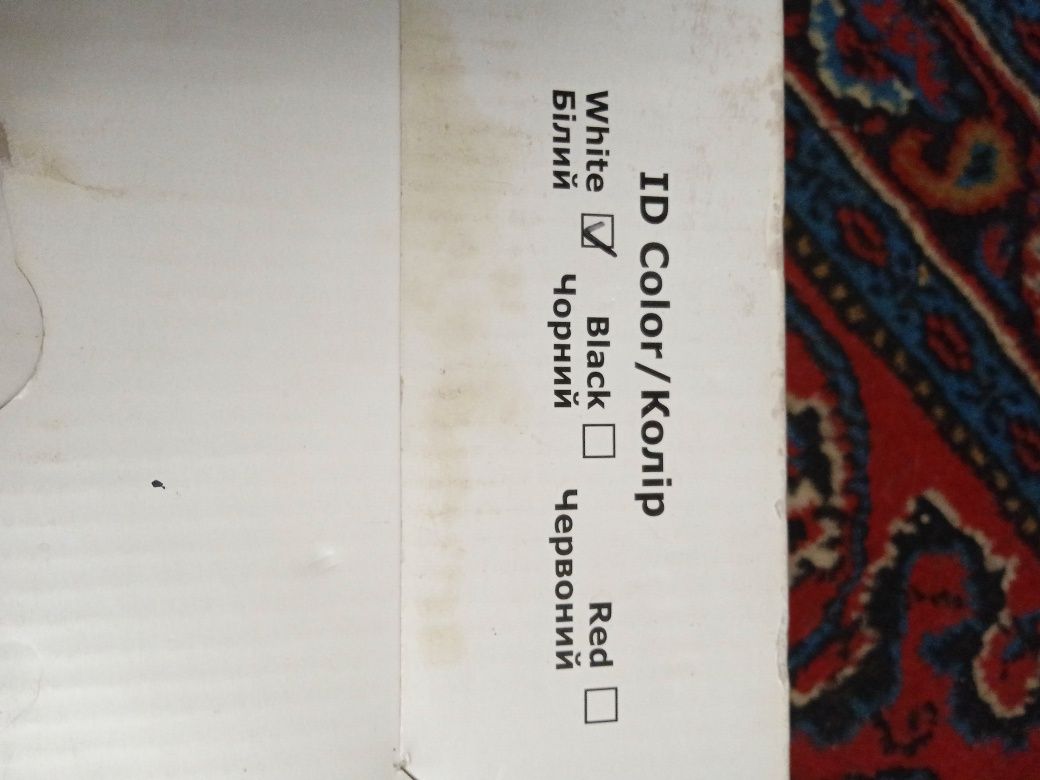 ID Color/Колір
White ☑ Black ☐ Red ☐
Білий Чорний Червоний